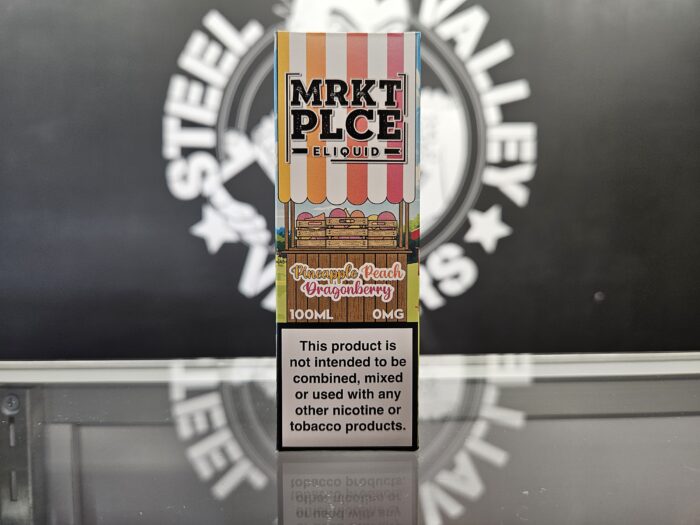 STEEL VALLEY
MRKT
PLCE
ELIQUID
Pineapple Peach
Dragonberry
100ML 0MG
This product is
not intended to be
combined, mixed
or used with any
other nicotine or
tobacco products.